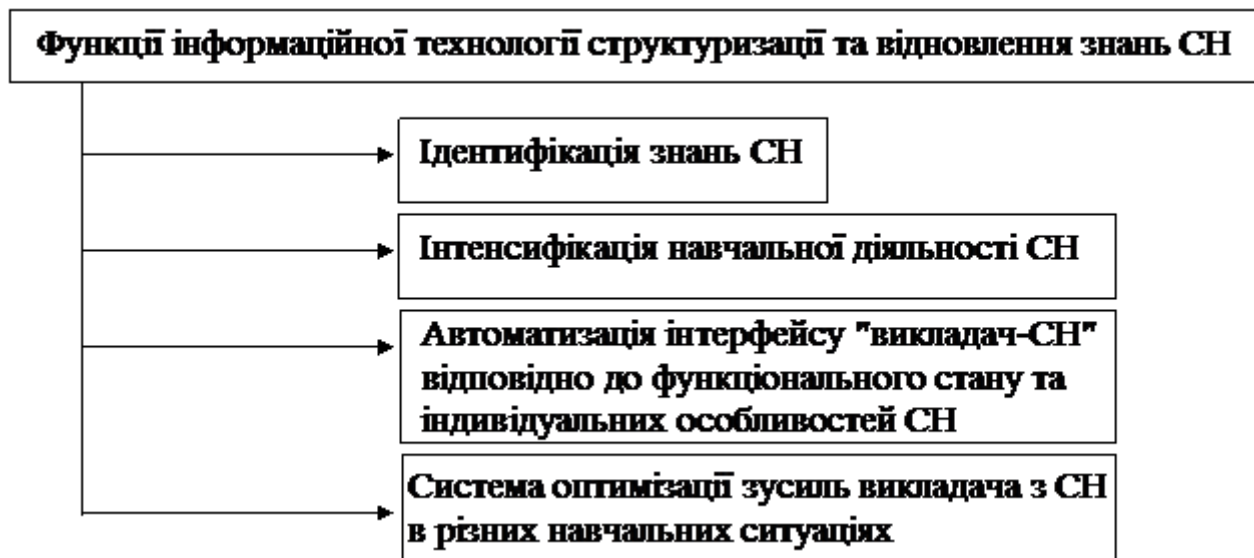 Функції інформаційної технології структуризації та відновлення знань СН
Ідентифікація знань СН
Інтенсифікація навчальної діяльності СН
Автоматизація інтерфейсу "викладач-СН"
відповідно до функціонального стану та
індивідуальних особливостей СН
Система оптимізації зусиль викладача з СН
в різних навчальних ситуаціях